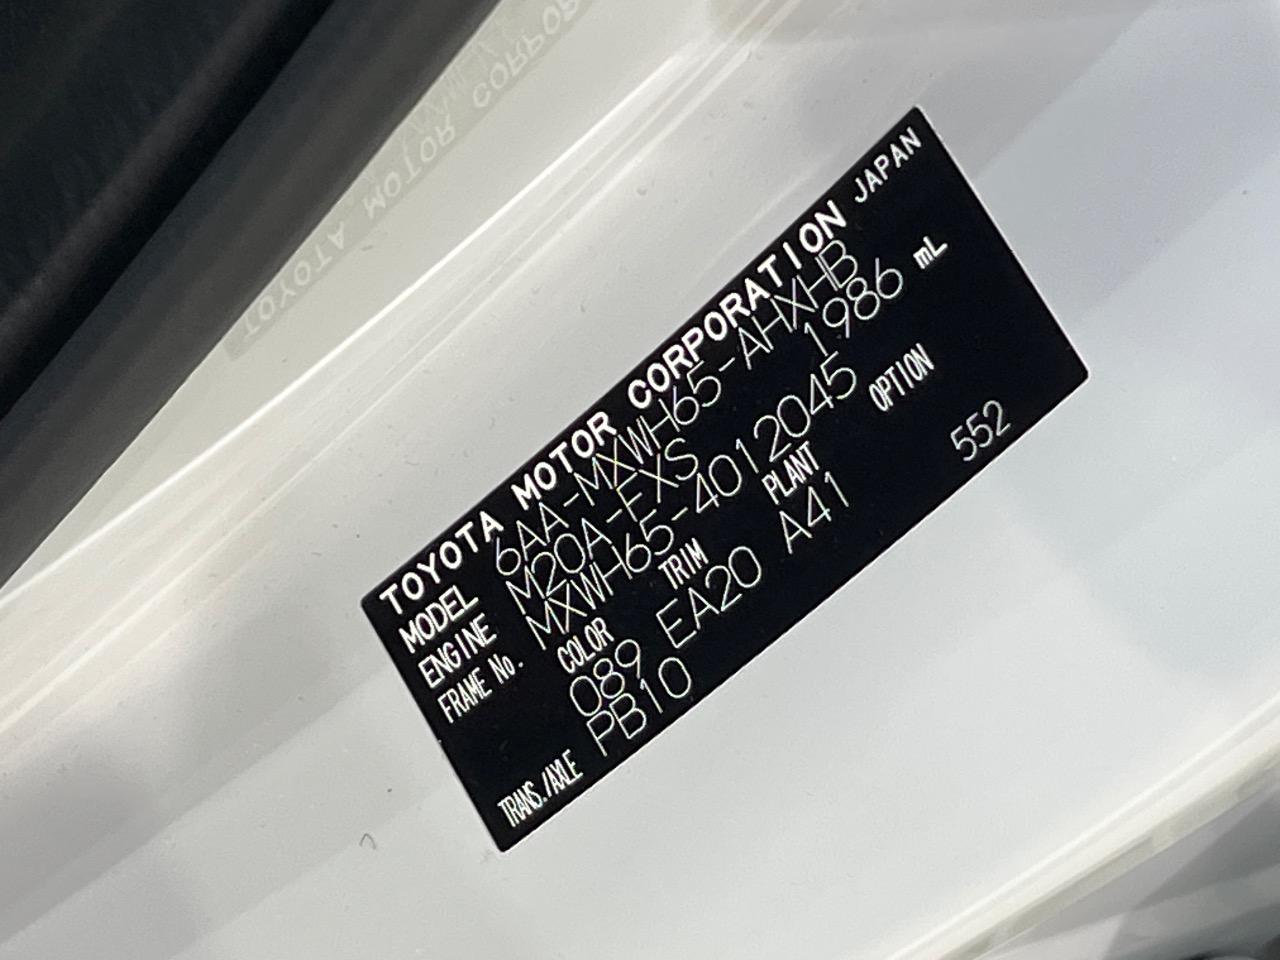 TOYOTA MOTOR CORPORATION JAPAN
MODEL 6AA-MXWH65-AHXHB
ENGINE M20A-FXS 1986 mL
FRAME No. MXWH65-4012045
COLOR TRIM PLANT OPTION
089 EA20 A41 552
TRANS./AXLE PB10
TOYOTA MOTOR CORPOR